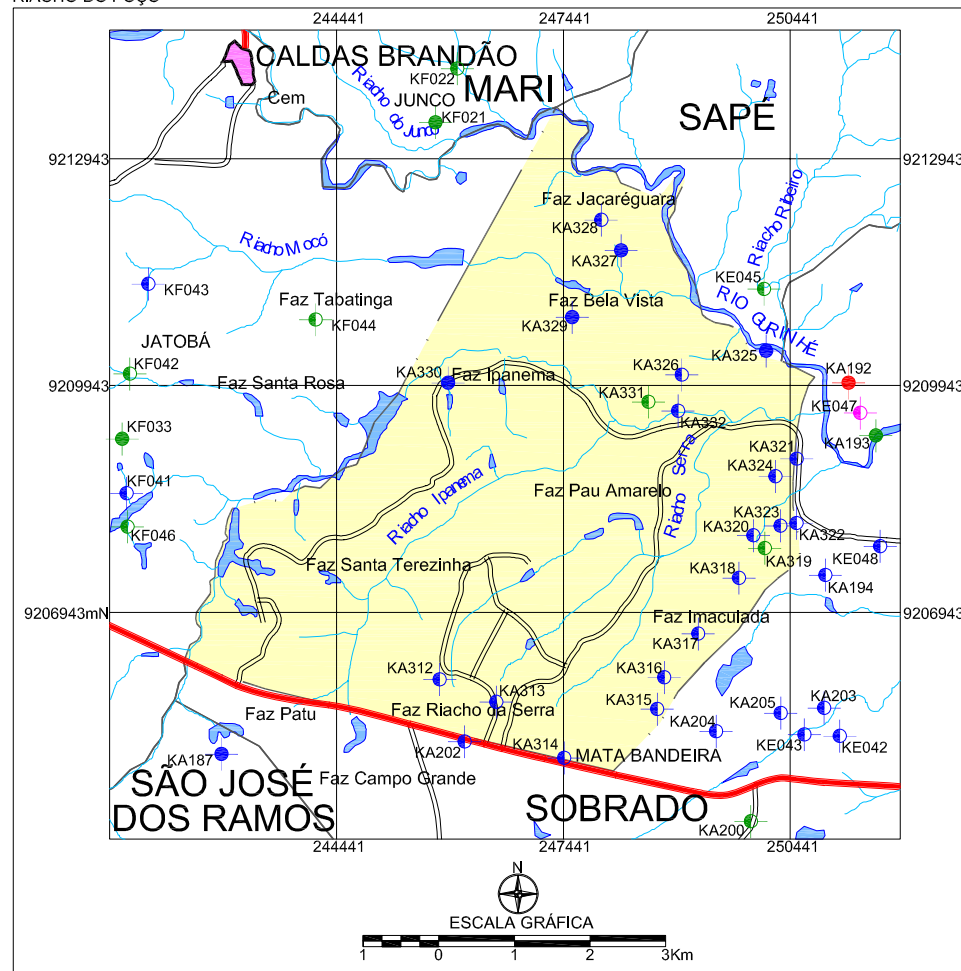 244441
247441
250441
CALDAS BRANDÃO
KF022
MARI
Cem
Riacho do Junco
JUNCO
KF021
SAPÉ
9212943
9212943
Riacho Ribeiro
Faz Jacaréguara
KA328
Riacho Mocó
KA327
KE045
KF043
RIO GURINHÉ
Faz Tabatinga
Faz Bela Vista
KF044
KA329
JATOBÁ
KA325
KF042
KA330
Faz Ipanema
KA326
KA192
9209943
Faz Santa Rosa
9209943
KA331
KE047
KA332
KF033
KA193
KA321
Riacho Serra
KA324
KF041
Riacho Ipanema
Faz Pau Amarelo
KA323
KF046
KA320
KA322
KA319
KE048
Faz Santa Terezinha
KA318
KA194
9206943mN
9206943
Faz Imaculada
KA317
KA312
KA316
KA313
KA315
KA205
KA203
Faz Patu
Faz Riacho da Serra
KA204
KE043
KE042
KA202
KA314
MATA BANDEIRA
KA187
SÃO JOSÉ
DOS RAMOS
Faz Campo Grande
SOBRADO
KA200
244441
247441
250441
N
ESCALA GRÁFICA
1
0
1
2
3Km